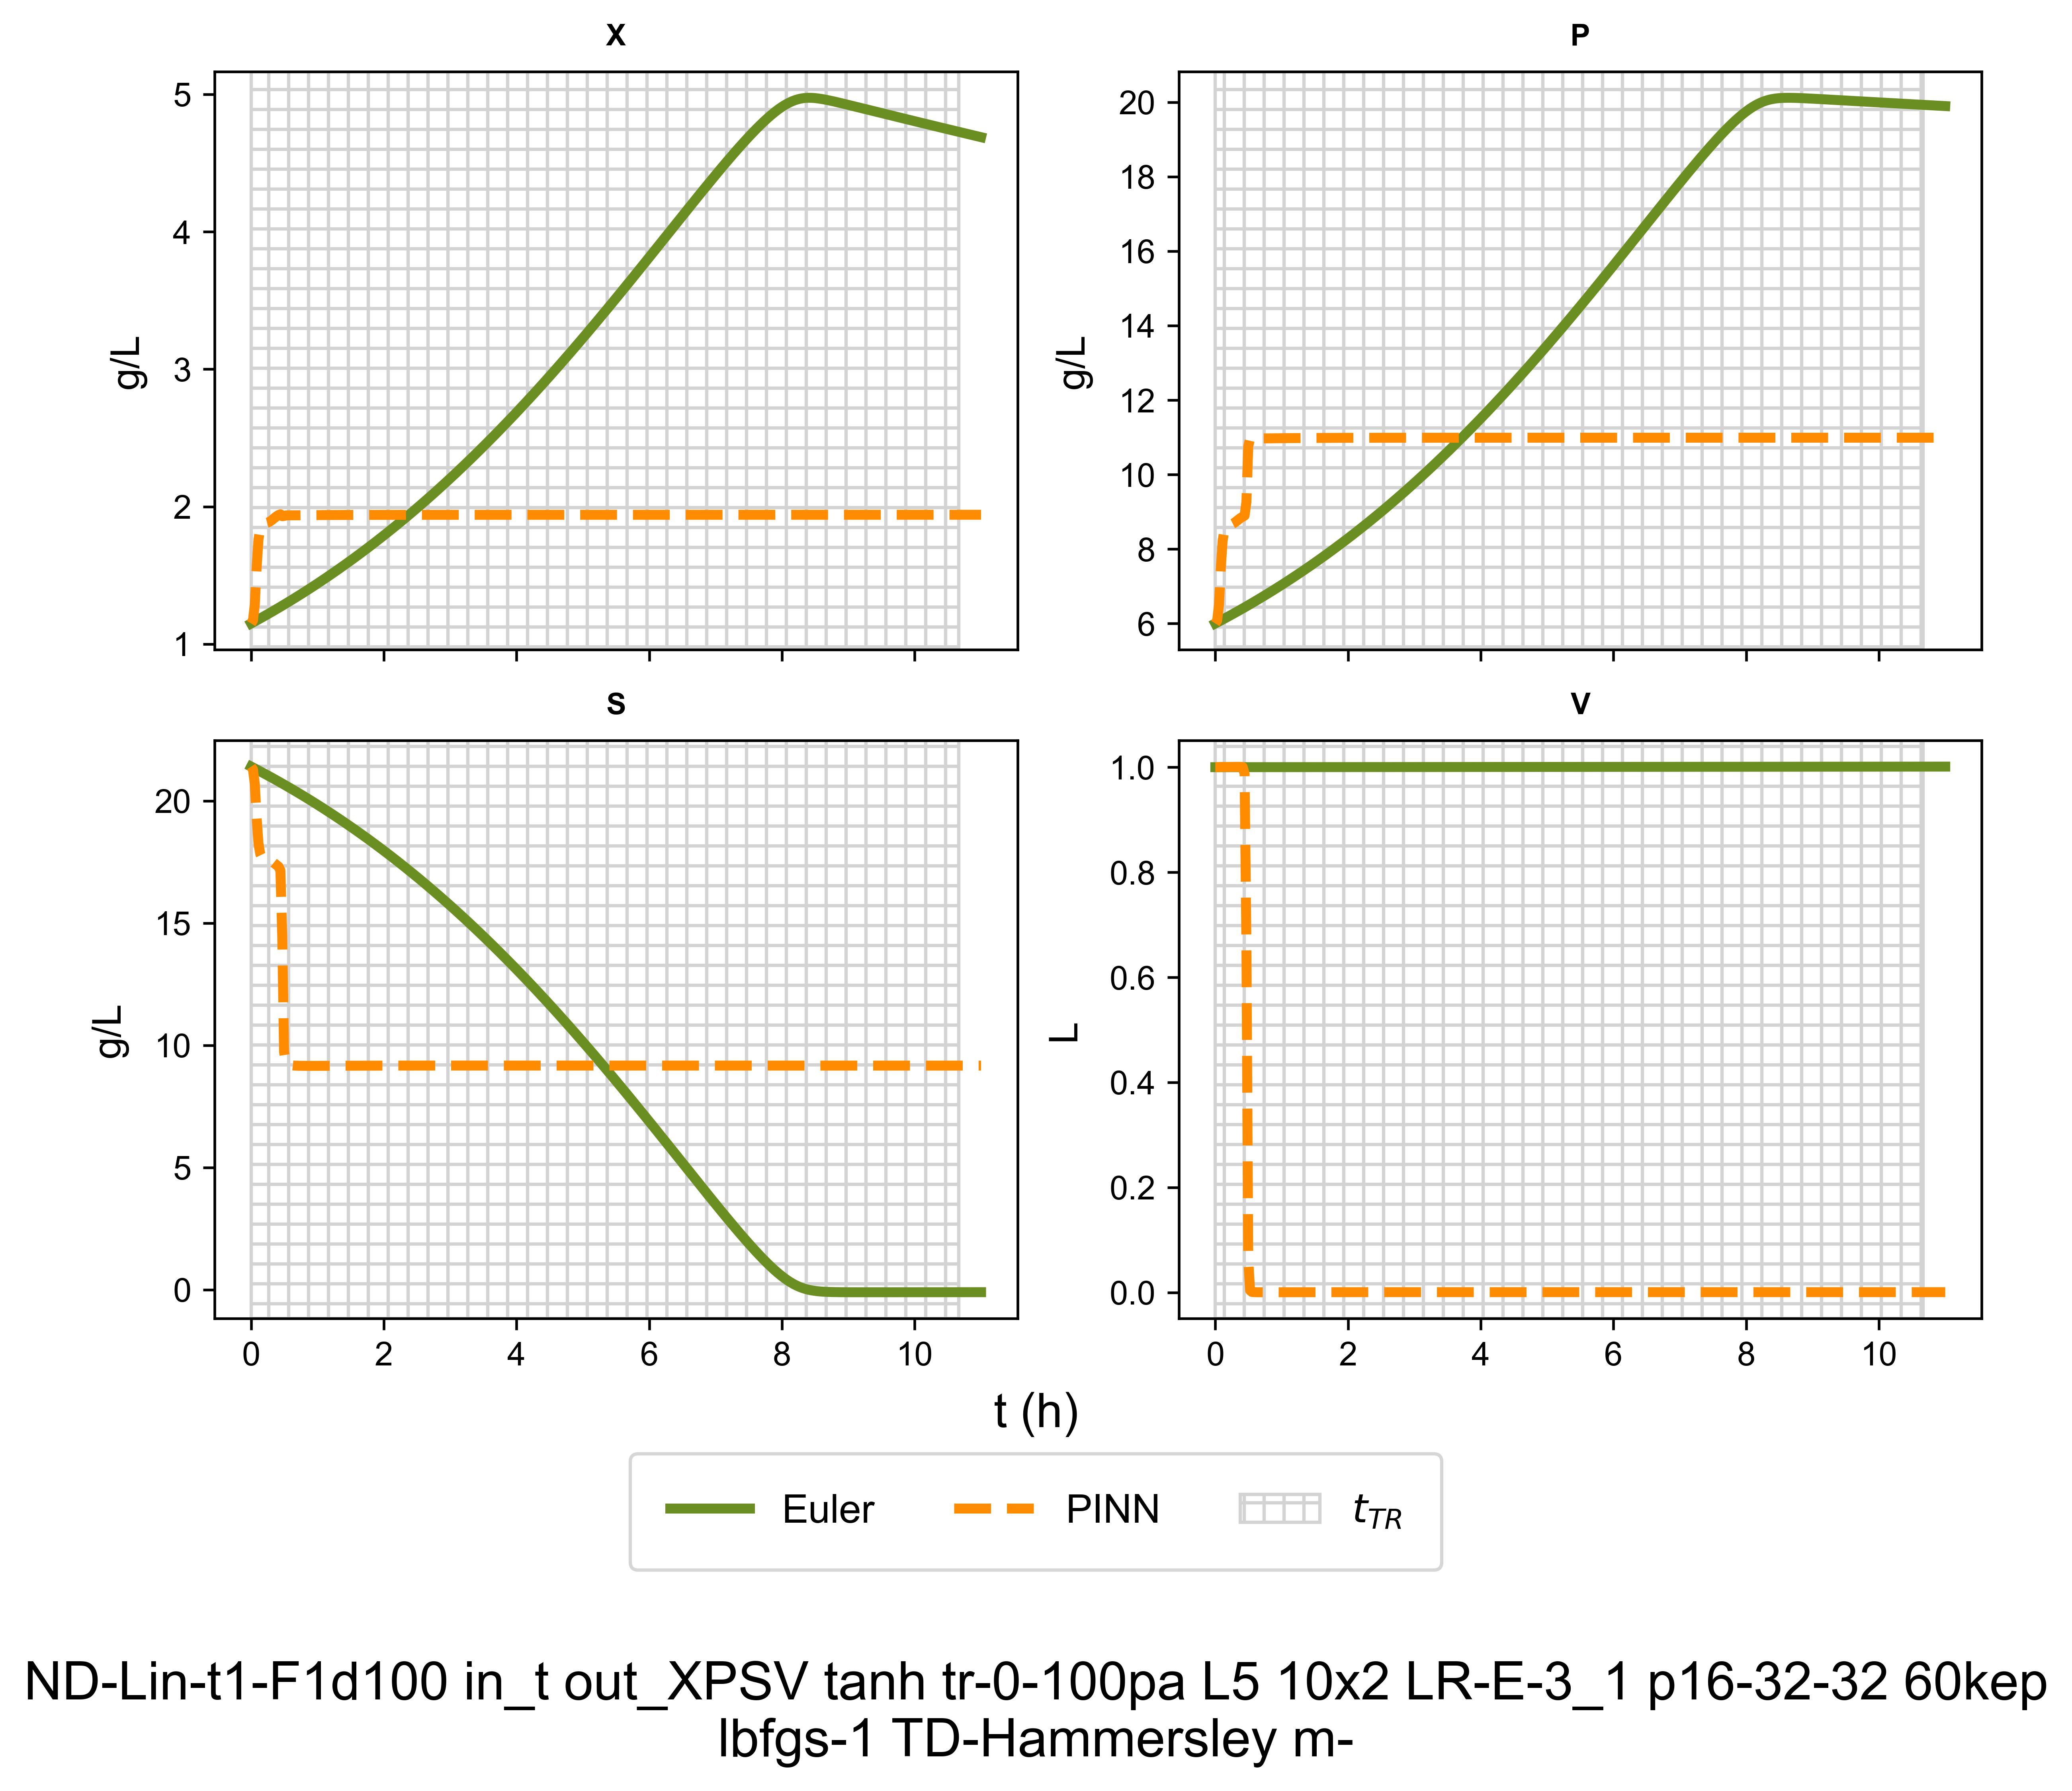 X
P
5
4
3
2
1
g/L
20
18
16
14
12
10
8
6
g/L
S
V
20
15
10
5
0
g/L
0 2 4 6 8 10
1.0
0.8
0.6
0.4
0.2
0.0
L
0 2 4 6 8 10
t (h)
Euler PINN t_TR
ND-Lin-t1-F1d100 in_t out_XPSV tanh tr-0-100pa L5 10x2 LR-E-3_1 p16-32-32 60kep
lbfgs-1 TD-Hammersley m-